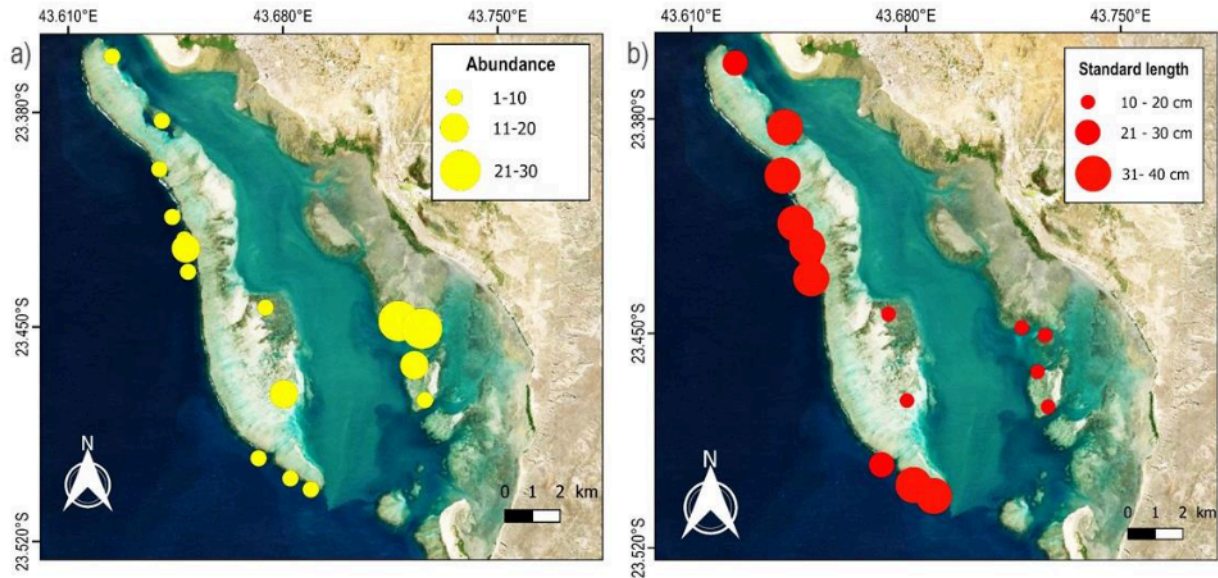 43.610°E 43.680°E 43.750°E
a)
Abundance
1-10
11-20
21-30
23.380°S
23.450°S
23.520°S
N
0 1 2 km
43.610°E 43.680°E 43.750°E
b)
Standard length
10 - 20 cm
21 - 30 cm
31- 40 cm
23.380°S
23.450°S
23.520°S
N
0 1 2 km